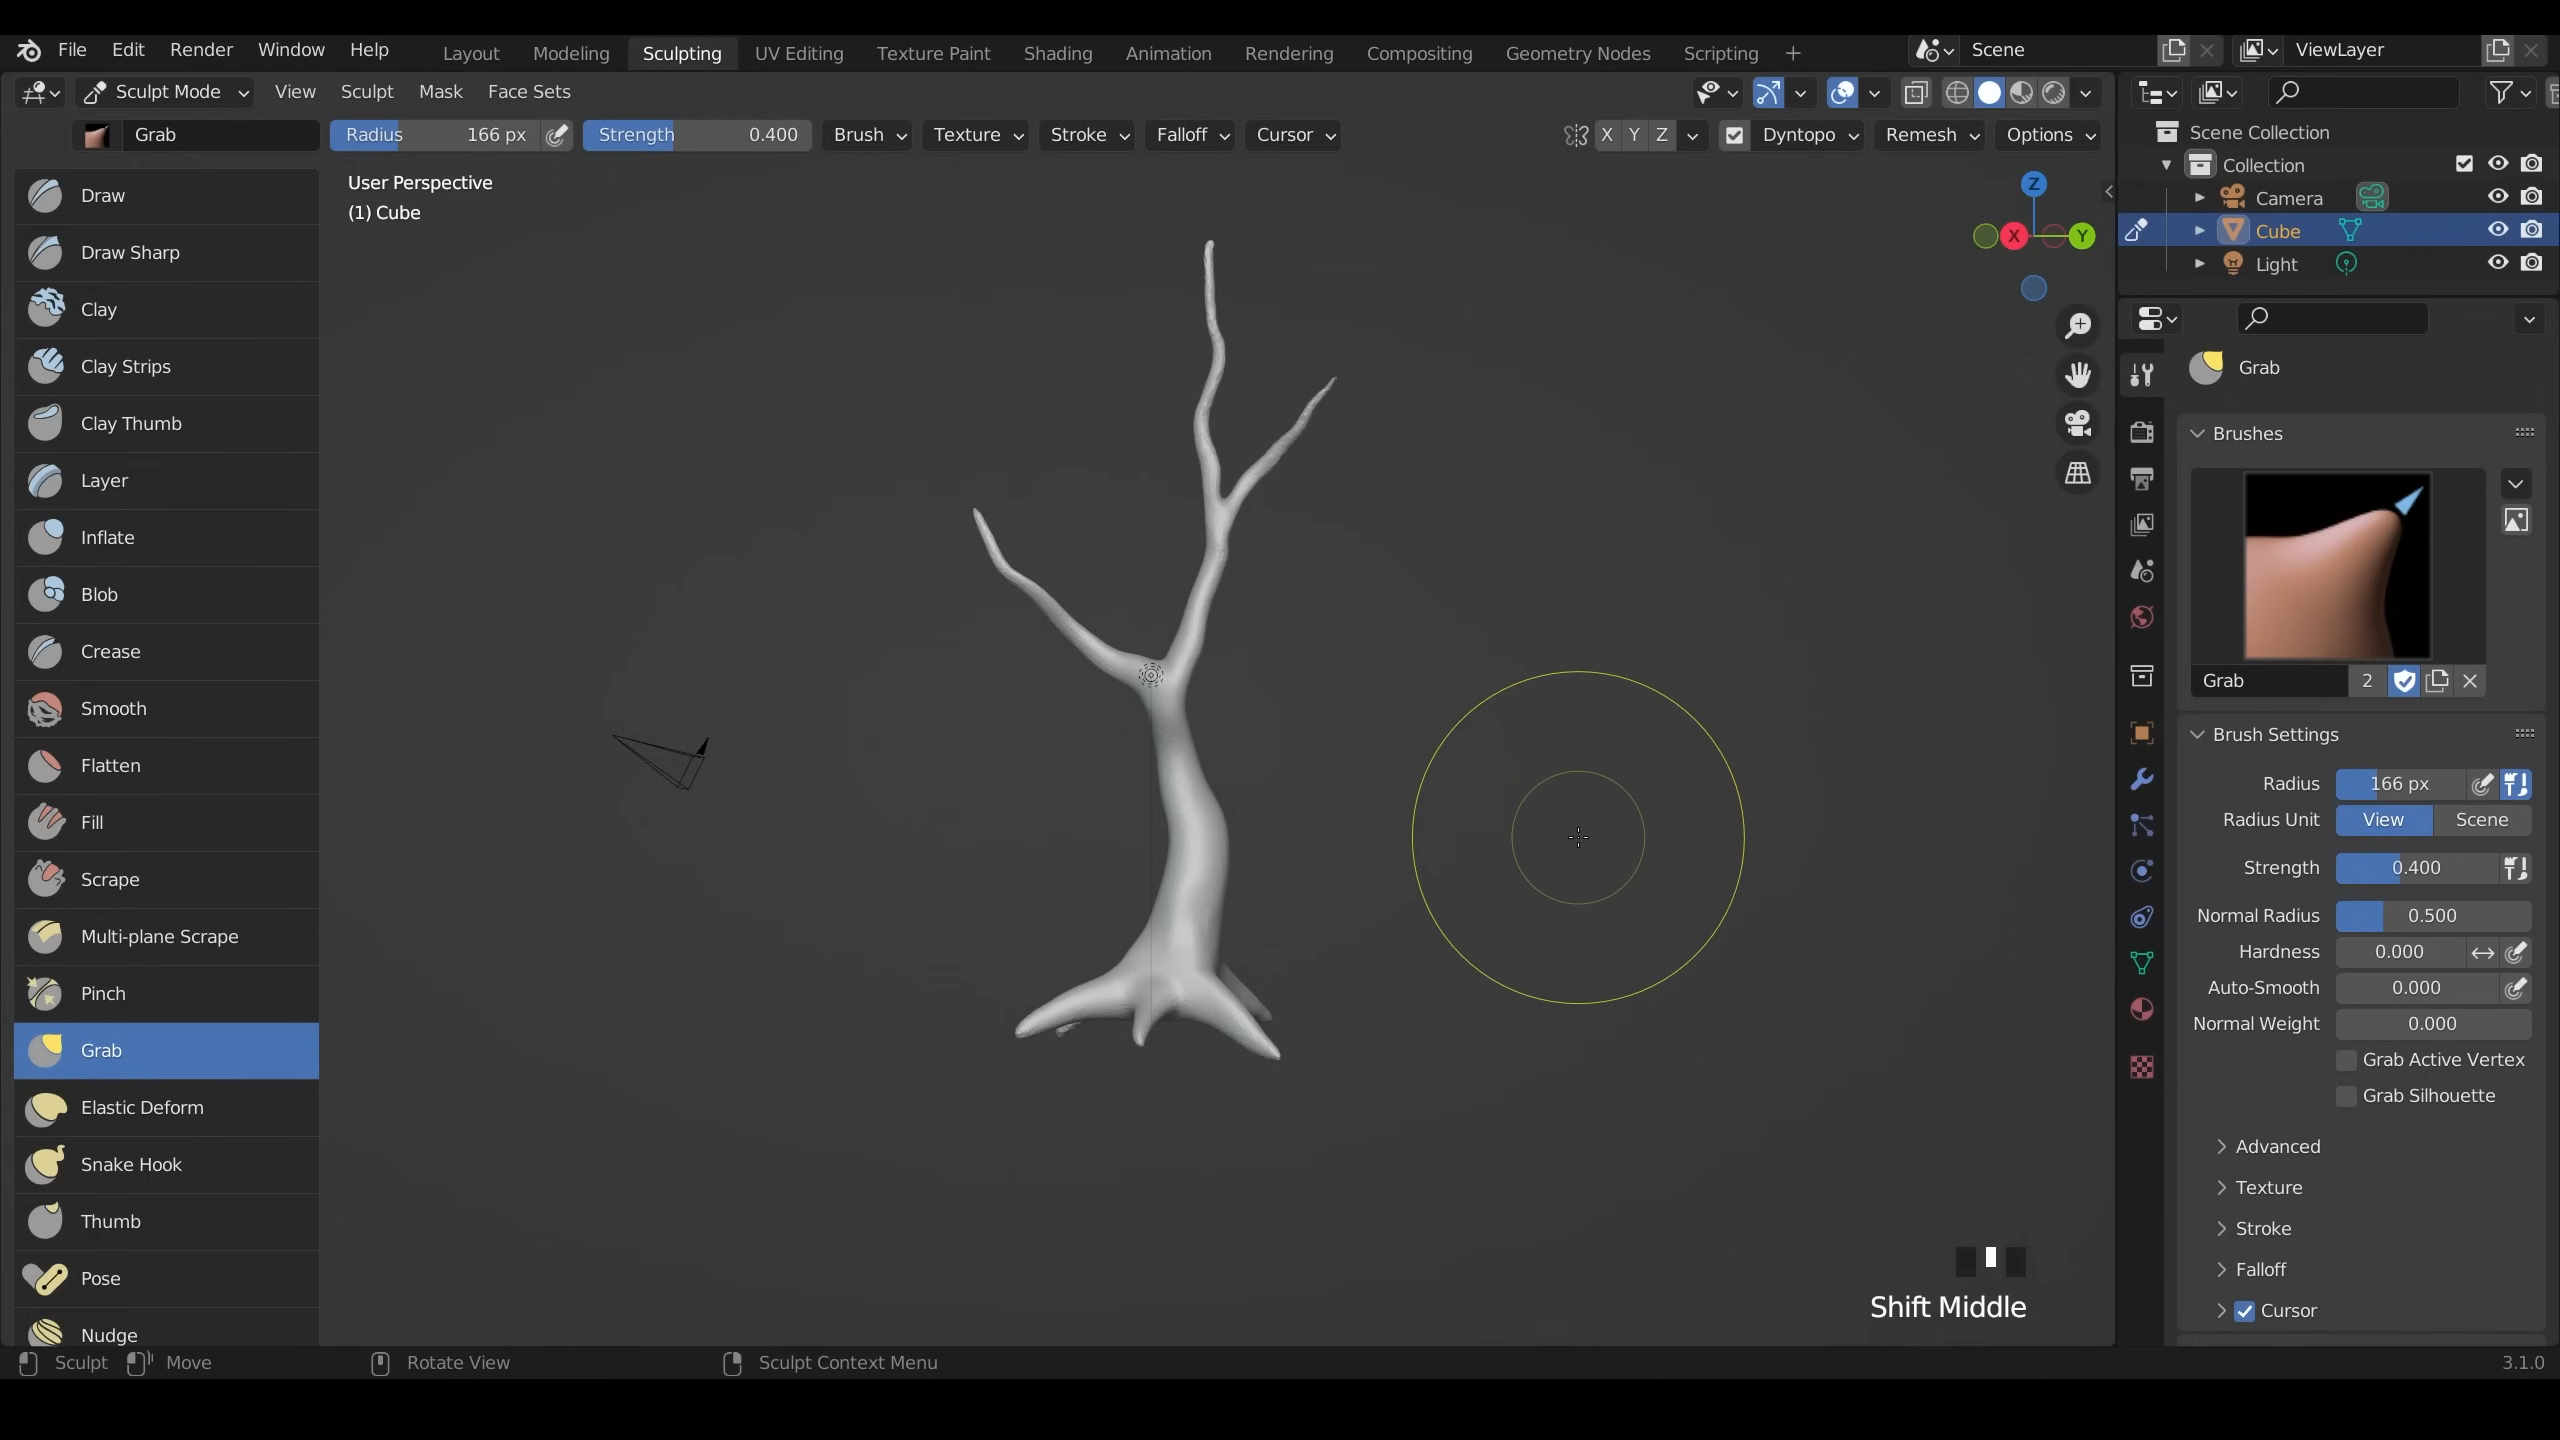 File Edit Render Window Help Layout Modeling Sculpting UV Editing Texture Paint Shading Animation Rendering Compositing Geometry Nodes Scripting + Scene ViewLayer
Sculpt Mode View Sculpt Mask Face Sets
Grab Radius 166 px Strength 0.400 Brush Texture Stroke Falloff Cursor X Y Z Dyntopo Remesh Options
User Perspective
(1) Cube
Z
X
Y
Draw
Draw Sharp
Clay
Clay Strips
Clay Thumb
Layer
Inflate
Blob
Crease
Smooth
Flatten
Fill
Scrape
Multi-plane Scrape
Pinch
Grab
Elastic Deform
Snake Hook
Thumb
Pose
Nudge
Shift Middle
Scene Collection
Collection
Camera
Cube
Light
Grab
Brushes
Grab 2
Brush Settings
Radius 166 px
Radius Unit View Scene
Strength 0.400
Normal Radius 0.500
Hardness 0.000
Auto-Smooth 0.000
Normal Weight 0.000
Grab Active Vertex
Grab Silhouette
Advanced
Texture
Stroke
Falloff
Cursor
Sculpt Move Rotate View Sculpt Context Menu 3.1.0